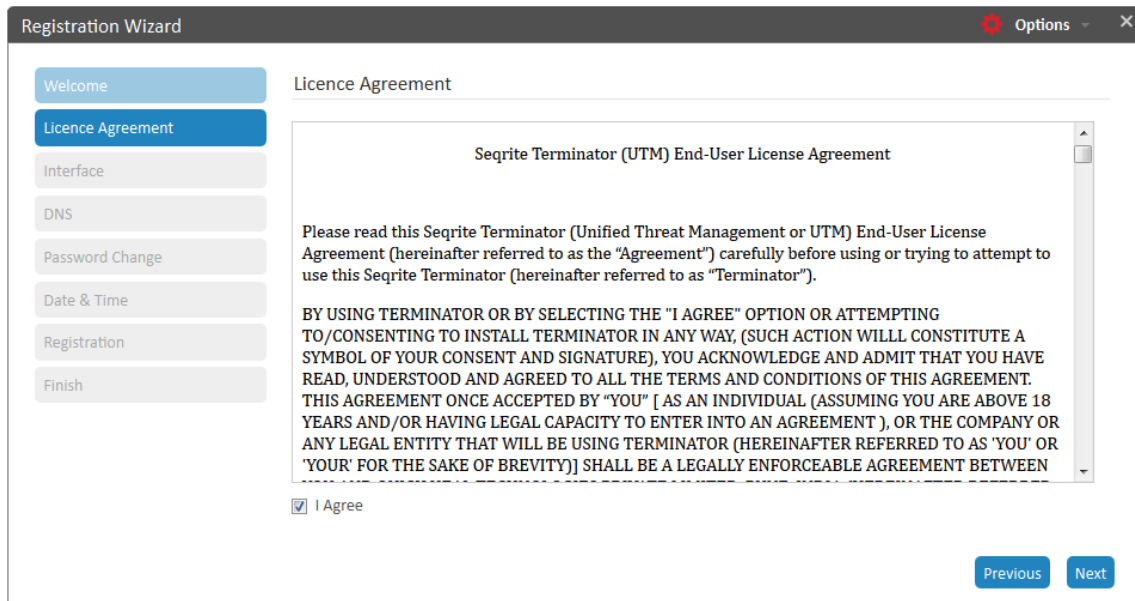 Registration Wizard
Options
Welcome
Licence Agreement
Interface
DNS
Password Change
Date & Time
Registration
Finish
Licence Agreement
Seqrite Terminator (UTM) End-User License Agreement
Please read this Seqrite Terminator (Unified Threat Management or UTM) End-User License
Agreement (hereinafter referred to as the “Agreement”) carefully before using or trying to attempt to
use this Seqrite Terminator (hereinafter referred to as “Terminator”).
BY USING TERMINATOR OR BY SELECTING THE "I AGREE" OPTION OR ATTEMPTING
TO/CONSENTING TO INSTALL TERMINATOR IN ANY WAY, (SUCH ACTION WILLL CONSTITUTE A
SYMBOL OF YOUR CONSENT AND SIGNATURE), YOU ACKNOWLEDGE AND ADMIT THAT YOU HAVE
READ, UNDERSTOOD AND AGREED TO ALL THE TERMS AND CONDITIONS OF THIS AGREEMENT.
THIS AGREEMENT ONCE ACCEPTED BY “YOU” [ AS AN INDIVIDUAL (ASSUMING YOU ARE ABOVE 18
YEARS AND/OR HAVING LEGAL CAPACITY TO ENTER INTO AN AGREEMENT ), OR THE COMPANY OR
ANY LEGAL ENTITY THAT WILL BE USING TERMINATOR (HEREINAFTER REFERRED TO AS 'YOU' OR
'YOUR' FOR THE SAKE OF BREVITY)] SHALL BE A LEGALLY ENFORCEABLE AGREEMENT BETWEEN
I Agree
Previous
Next